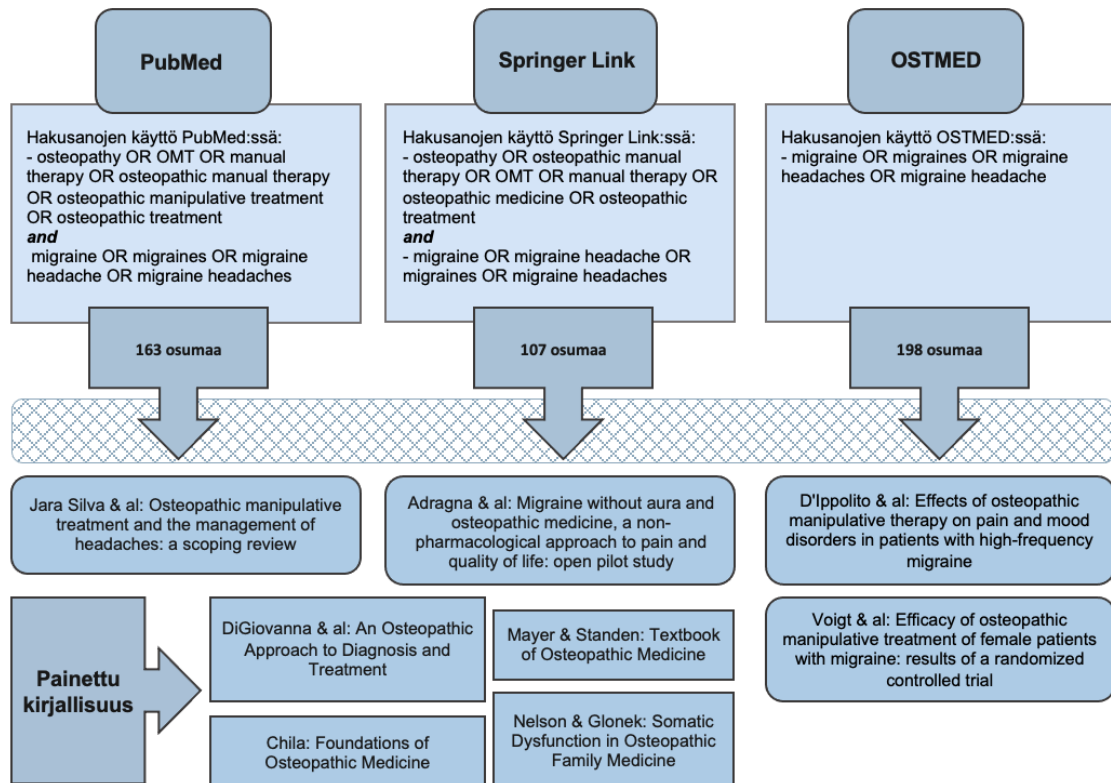 PubMed
Hakusanojen käyttö PubMed:ssä:
- osteopathy OR OMT OR manual
therapy OR osteopathic manual therapy
OR osteopathic manipulative treatment
OR osteopathic treatment
and
migraine OR migraines OR migraine
headache OR migraine headaches
163 osumaa
Springer Link
Hakusanojen käyttö Springer Link:ssä:
- osteopathy OR osteopathic manual
therapy OR OMT OR manual therapy OR
osteopathic medicine OR osteopathic
treatment
and
- migraine OR migraine headache OR
migraines OR migraine headaches
107 osumaa
OSTMED
Hakusanojen käyttö OSTMED:ssä:
- migraine OR migraines OR migraine
headaches OR migraine headache
198 osumaa
Jara Silva & al: Osteopathic manipulative
treatment and the management of
headaches: a scoping review
Adragna & al: Migraine without aura and
osteopathic medicine, a non-
pharmacological approach to pain and
quality of life: open pilot study
D'Ippolito & al: Effects of osteopathic
manipulative therapy on pain and mood
disorders in patients with high-frequency
migraine
Voigt & al: Efficacy of osteopathic
manipulative treatment of female patients
with migraine: results of a randomized
controlled trial
Painettu
kirjallisuus
DiGiovanna & al: An Osteopathic
Approach to Diagnosis and
Treatment
Mayer & Standen: Textbook
of Osteopathic Medicine
Chila: Foundations of
Osteopathic Medicine
Nelson & Glonek: Somatic
Dysfunction in Osteopathic
Family Medicine